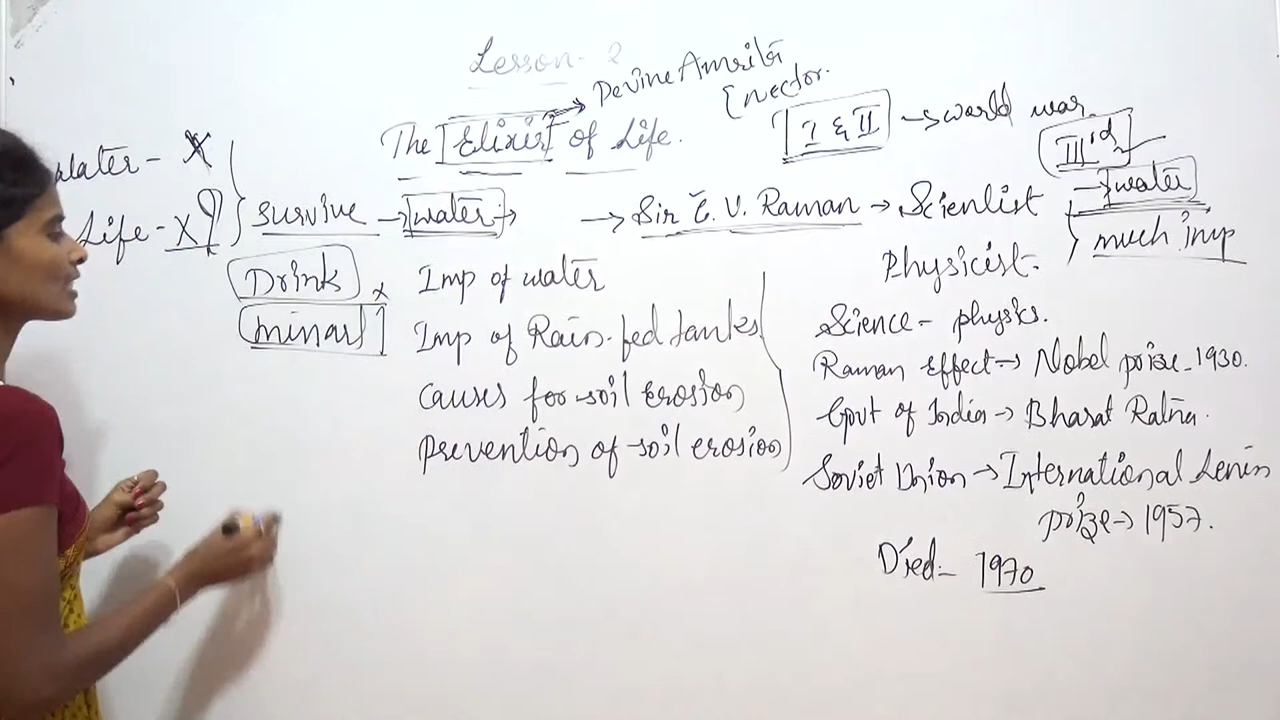 Lesson - 2
Devine Amrita
[nector.
The Elixir of Life.
I & II → world war
III rd
→ water
much imp
water - X
Life - X
survive → water →
Drink
minarl
Imp of water
Imp of Rain-fed tanks
causes for soil erosion
prevention of soil erosion
→ Sir C. V. Raman → Scientist
Physicist.
Science - physics.
Raman Effect → Nobel prize - 1930.
Govt of India → Bharat Ratna.
Soviet Union → International Lenin
prize → 1957.
Died - 1970